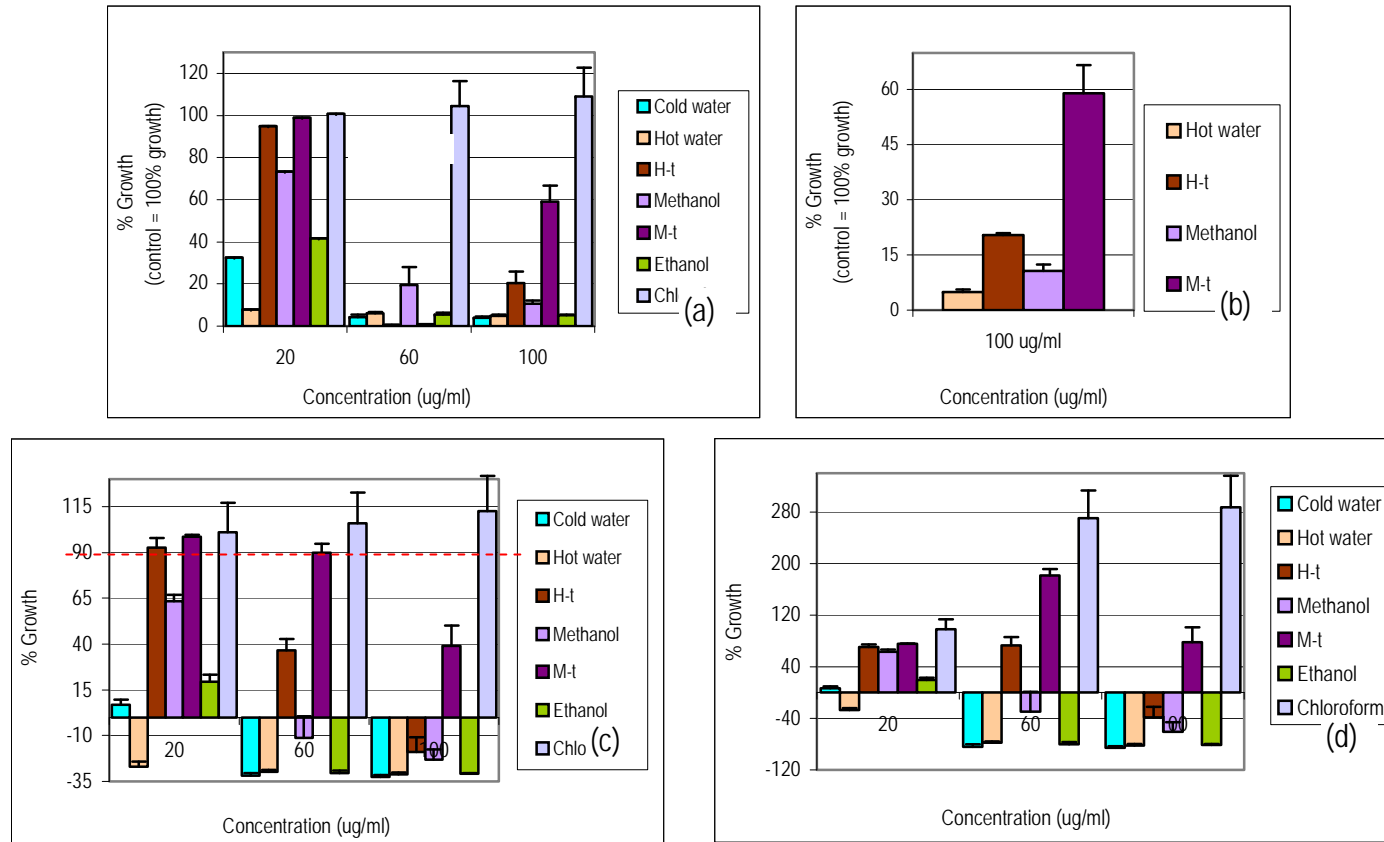 % Growth
(control = 100% growth)
120
100
80
60
40
20
0
20
60
100
Concentration (ug/ml)
Cold water
Hot water
H-t
Methanol
M-t
Ethanol
Chl
(a)
% Growth
(control = 100% growth)
60
45
30
15
0
100 ug/ml
Concentration (ug/ml)
Hot water
H-t
Methanol
M-t
(b)
% Growth
115
90
65
40
15
-10
-35
20
60
100
Concentration (ug/ml)
Cold water
Hot water
H-t
Methanol
M-t
Ethanol
Chlo
(c)
% Growth
280
200
120
40
-40
-120
20
60
00
Concentration (ug/ml)
Cold water
Hot water
H-t
Methanol
M-t
Ethanol
Chloroform
(d)